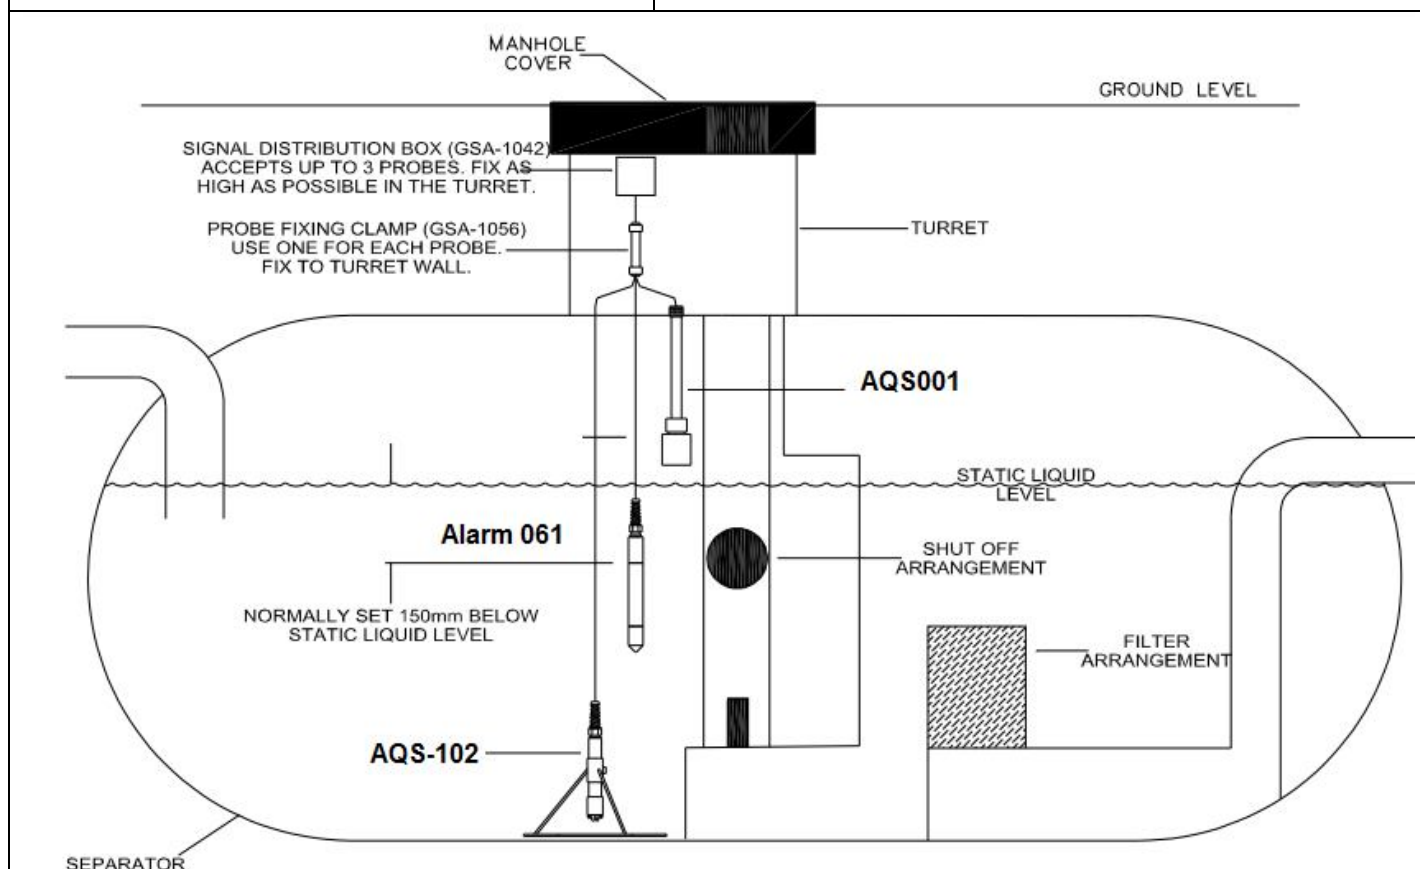 MANHOLE
COVER
GROUND LEVEL
SIGNAL DISTRIBUTION BOX (GSA-1042)
ACCEPTS UP TO 3 PROBES. FIX AS
HIGH AS POSSIBLE IN THE TURRET.
PROBE FIXING CLAMP (GSA-1056)
USE ONE FOR EACH PROBE.
FIX TO TURRET WALL.
TURRET
AQS001
STATIC LIQUID
LEVEL
Alarm 061
SHUT OFF
ARRANGEMENT
NORMALLY SET 150mm BELOW
STATIC LIQUID LEVEL
FILTER
ARRANGEMENT
AQS-102
SEPARATOR